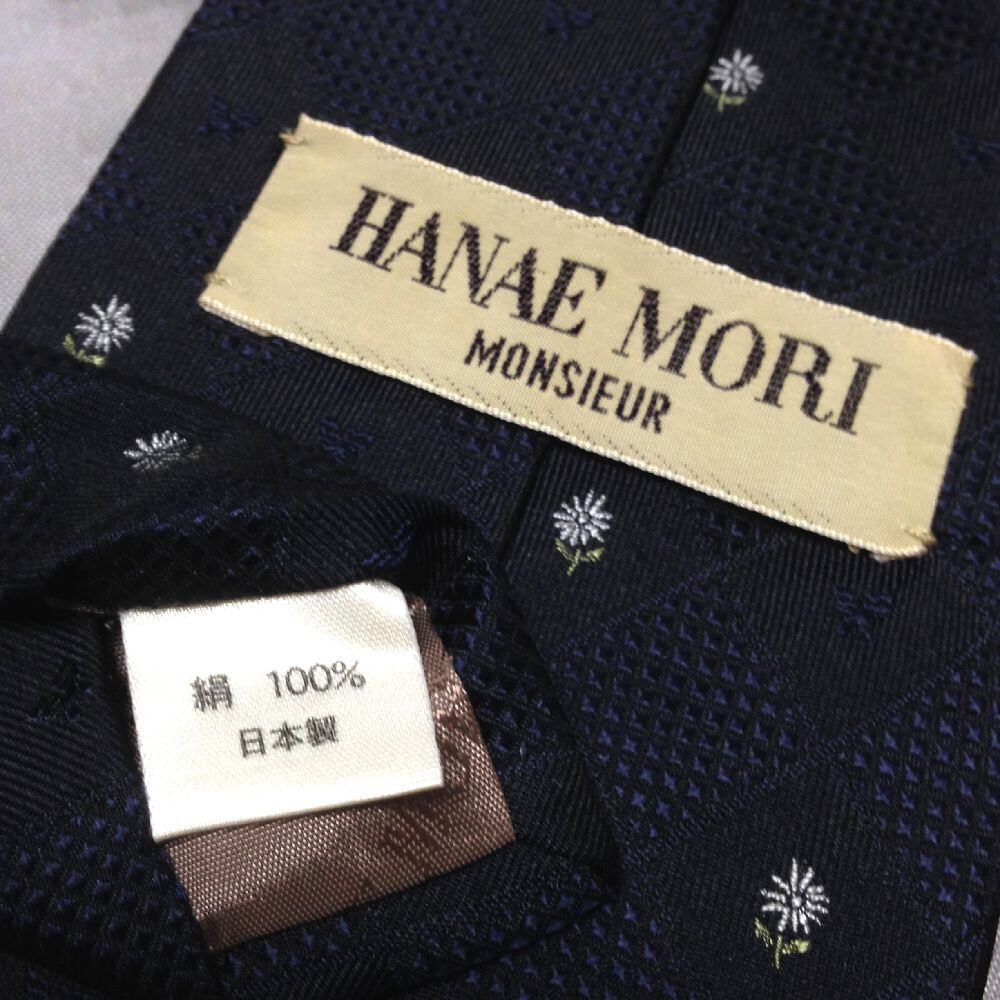 HANAE MORI
MONSIEUR
絹 100%
日本製